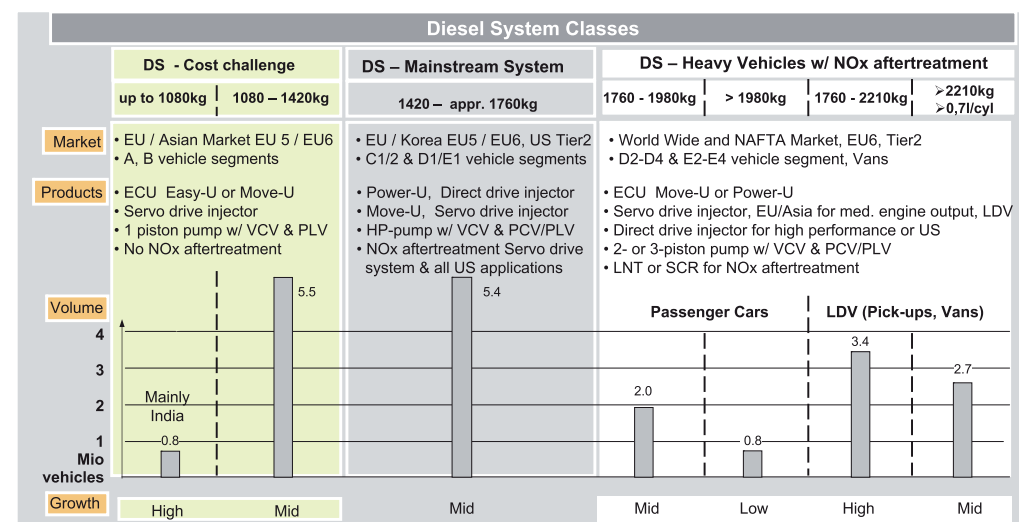 Diesel System Classes
DS - Cost challenge
DS – Mainstream System
DS – Heavy Vehicles w/ NOx aftertreatment
up to 1080kg
1080 – 1420kg
1420 – appr. 1760kg
1760 - 1980kg
> 1980kg
1760 - 2210kg
➢2210kg
➢0,7l/cyl
Market
• EU / Asian Market EU 5 / EU6
• A, B vehicle segments
• EU / Korea EU5 / EU6, US Tier2
• C1/2 & D1/E1 vehicle segments
• World Wide and NAFTA Market, EU6, Tier2
• D2-D4 & E2-E4 vehicle segment, Vans
Products
• ECU Easy-U or Move-U
• Servo drive injector
• 1 piston pump w/ VCV & PLV
• No NOx aftertreatment
• Power-U, Direct drive injector
• Move-U, Servo drive injector
• HP-pump w/ VCV & PCV/PLV
• NOx aftertreatment Servo drive
system & all US applications
• ECU Move-U or Power-U
• Servo drive injector, EU/Asia for med. engine output, LDV
• Direct drive injector for high performance or US
• 2- or 3-piston pump w/ VCV & PCV/PLV
• LNT or SCR for NOx aftertreatment
Volume
Passenger Cars
LDV (Pick-ups, Vans)
4
3
2
1
Mio
vehicles
Mainly
India
0.8
5.5
5.4
2.0
0.8
3.4
2.7
Growth
High
Mid
Mid
Mid
Low
High
Mid